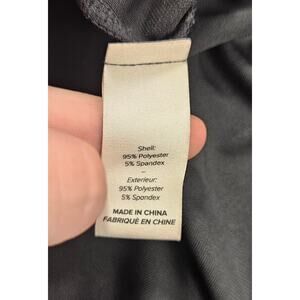 Shell:
95% Polyester
5% Spandex
–
Exterieur:
95% Polyester
5% Spandex
MADE IN CHINA
FABRIQUÉ EN CHINE